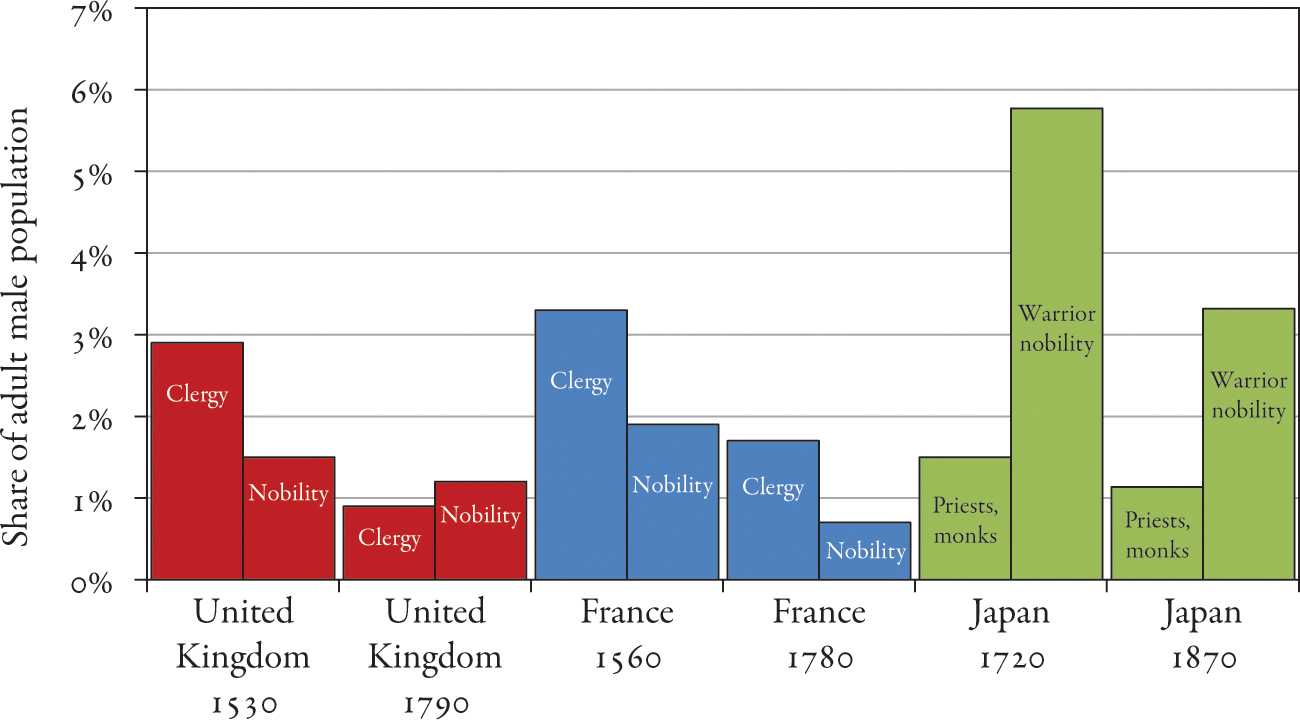 Share of adult male population
7%
6%
5%
4%
3%
2%
1%
0%
Clergy
Nobility
Clergy
Nobility
Clergy
Nobility
Clergy
Nobility
Priests,
monks
Warrior
nobility
Priests,
monks
Warrior
nobility
United
Kingdom
1530
United
Kingdom
1790
France
1560
France
1780
Japan
1720
Japan
1870